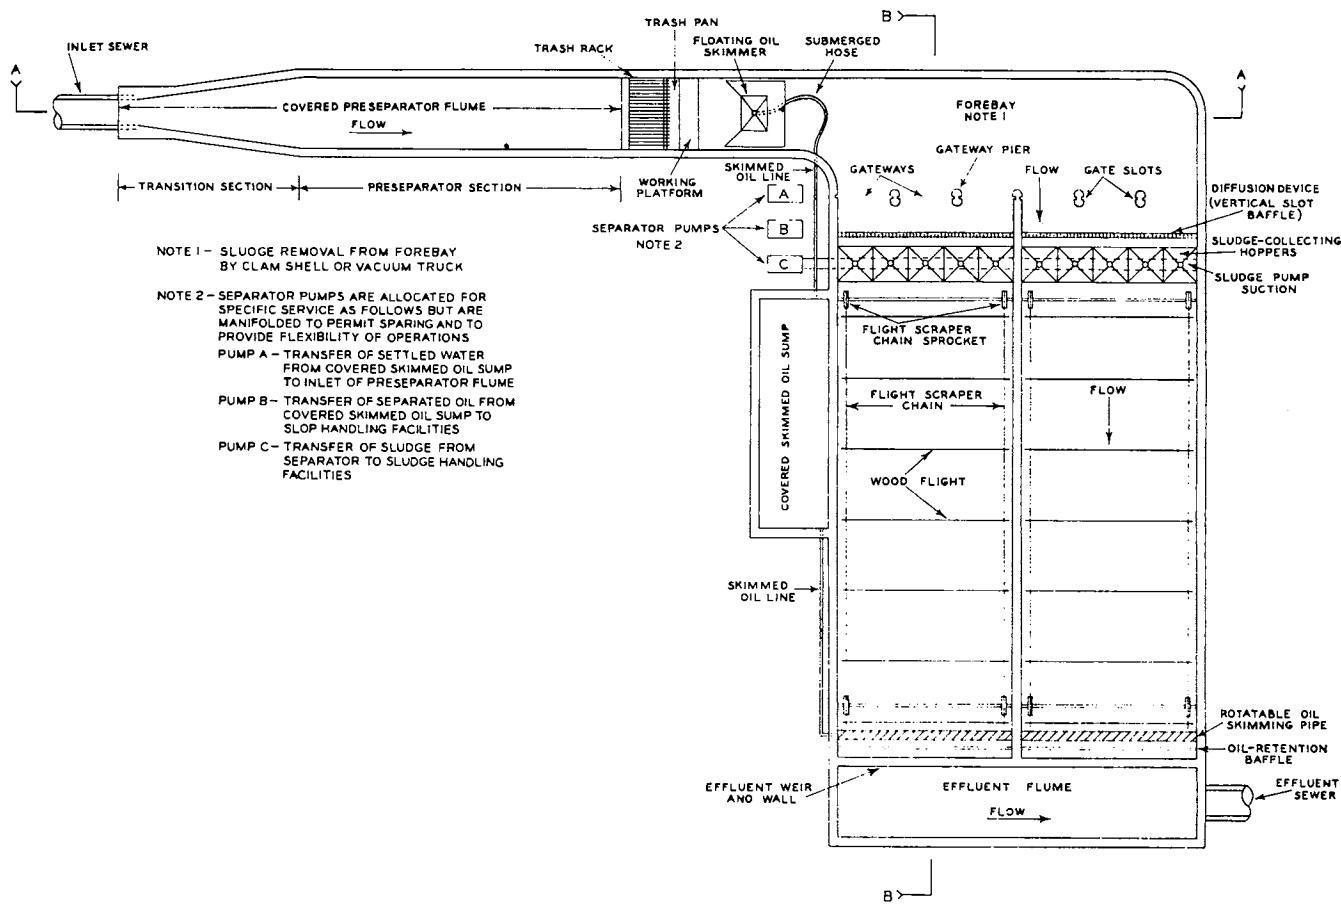 B
TRASH PAN
INLET SEWER
TRASH RACK
FLOATING OIL
SKIMMER
SUBMERGED
HOSE
A
A
COVERED PRESEPARATOR FLUME
FLOW
FOREBAY
NOTE 1
GATEWAY PIER
SKIMMED
OIL LINE
GATEWAYS
FLOW
GATE SLOTS
TRANSITION SECTION
PRESEPARATOR SECTION
WORKING
PLATFORM
DIFFUSION DEVICE
(VERTICAL SLOT
BAFFLE)
A
B
C
SEPARATOR PUMPS
NOTE 2
SLUDGE-COLLECTING
HOPPERS
SLUDGE PUMP
SUCTION
NOTE 1 - SLUDGE REMOVAL FROM FOREBAY
BY CLAM SHELL OR VACUUM TRUCK
NOTE 2 - SEPARATOR PUMPS ARE ALLOCATED FOR
SPECIFIC SERVICE AS FOLLOWS BUT ARE
MANIFOLDED TO PERMIT SPARING AND TO
PROVIDE FLEXIBILITY OF OPERATIONS
PUMP A - TRANSFER OF SETTLED WATER
FROM COVERED SKIMMED OIL SUMP
TO INLET OF PRESEPARATOR FLUME
PUMP B - TRANSFER OF SEPARATED OIL FROM
COVERED SKIMMED OIL SUMP TO
SLOP HANDLING FACILITIES
PUMP C - TRANSFER OF SLUDGE FROM
SEPARATOR TO SLUDGE HANDLING
FACILITIES
COVERED SKIMMED OIL SUMP
FLIGHT SCRAPER
CHAIN SPROCKET
FLIGHT SCRAPER
CHAIN
FLOW
WOOD FLIGHT
SKIMMED
OIL LINE
ROTATABLE OIL
SKIMMING PIPE
OIL-RETENTION
BAFFLE
EFFLUENT WEIR
AND WALL
EFFLUENT FLUME
FLOW
EFFLUENT
SEWER
B